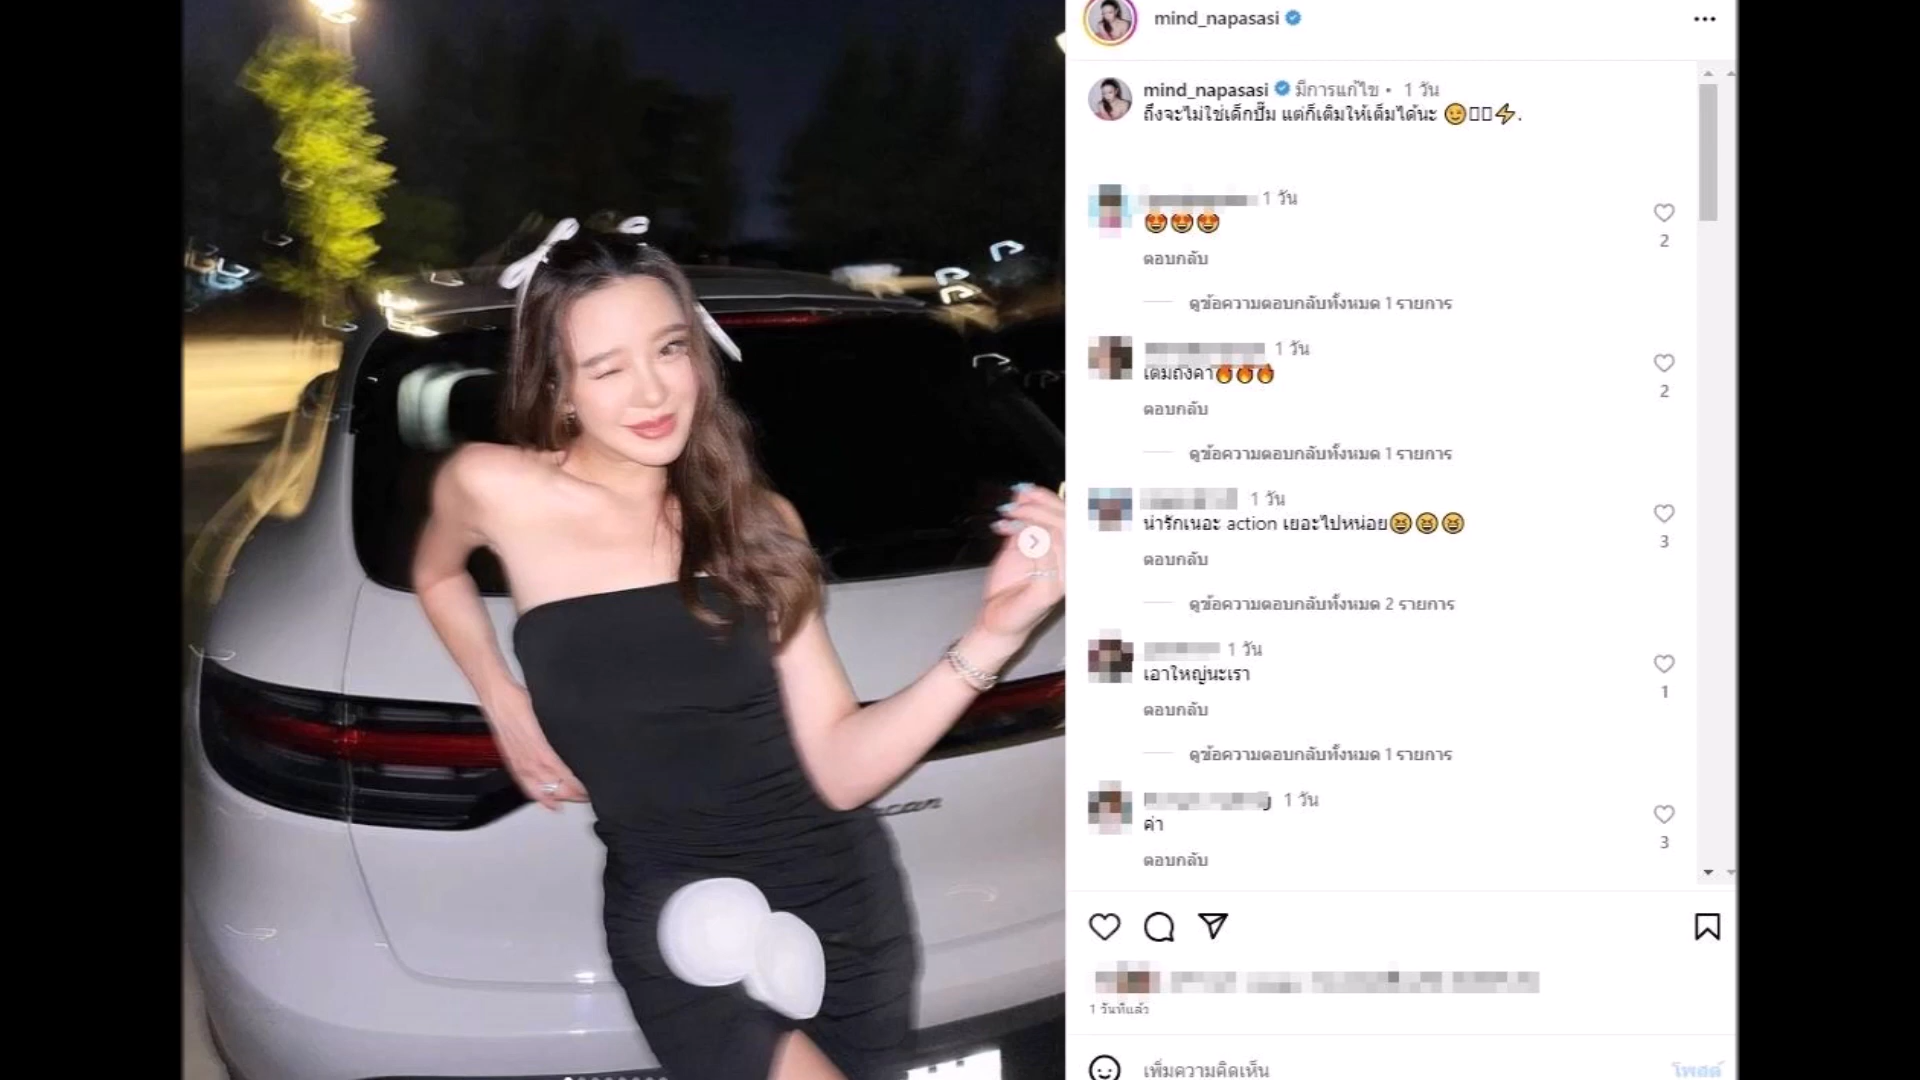 mind_napasasi
mind_napasasi มีการแก้ไข • 1 วัน
ถึงจะไม่ใช่เด็กปั๊ม แต่ก็เติมให้เต็มได้นะ 😉▯▯⚡.
1 วัน
😍😍😍
2
ตอบกลับ
ดูข้อความตอบกลับทั้งหมด 1 รายการ
1 วัน
เติมถังค่า🔥🔥🔥
2
ตอบกลับ
ดูข้อความตอบกลับทั้งหมด 1 รายการ
1 วัน
น่ารักเนอะ action เยอะไปหน่อย😆😆😆
3
ตอบกลับ
ดูข้อความตอบกลับทั้งหมด 2 รายการ
1 วัน
เอาใหญ่นะเรา
1
ตอบกลับ
ดูข้อความตอบกลับทั้งหมด 1 รายการ
1 วัน
ค่า
3
ตอบกลับ
1 วันที่แล้ว
เพิ่มความคิดเห็น
โพสต์